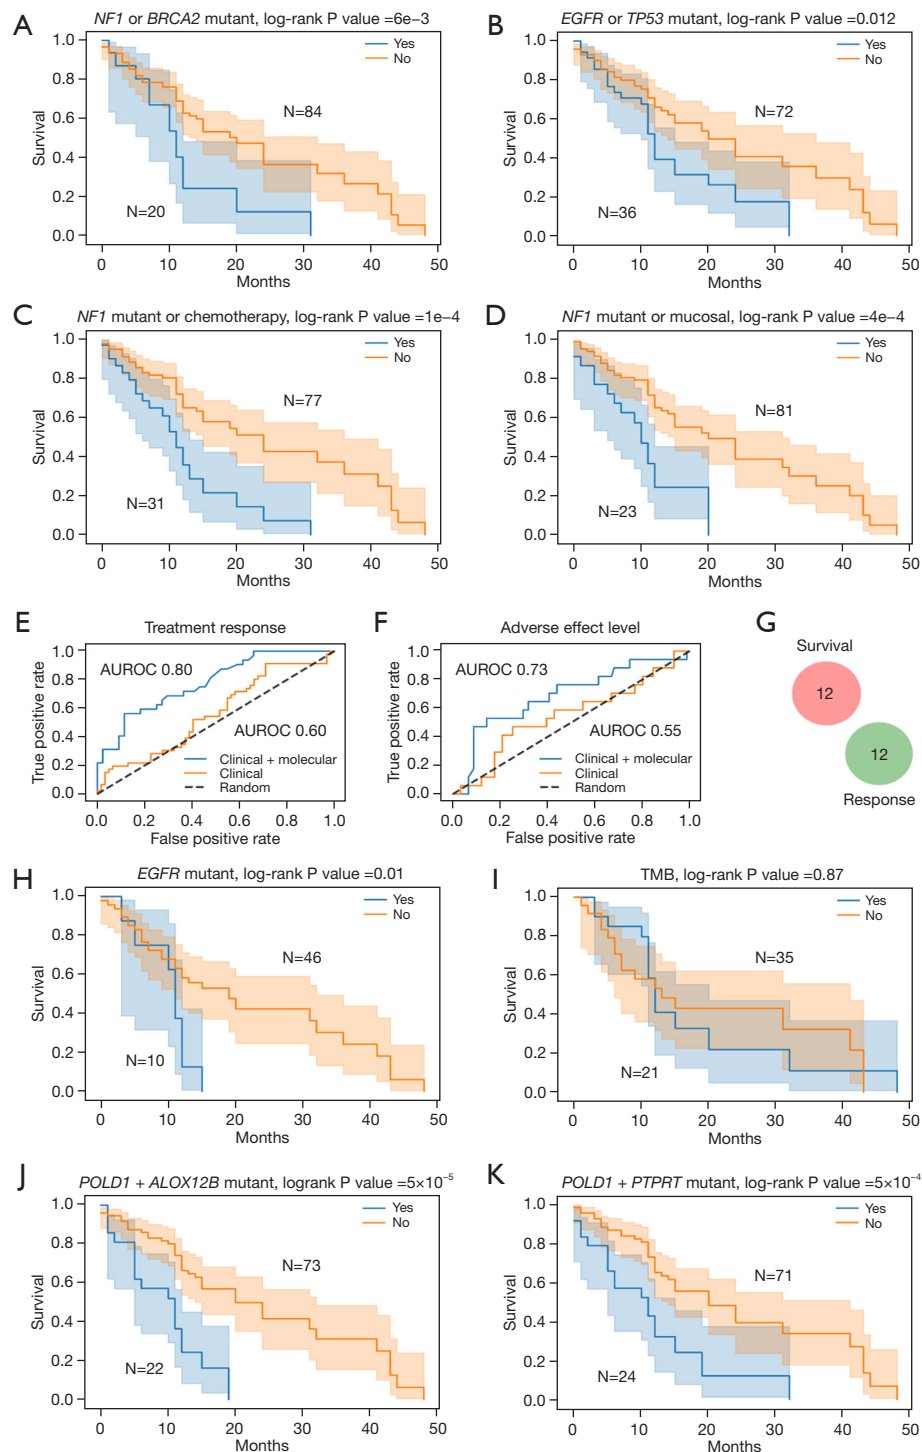 A
NF1 or BRCA2 mutant, log-rank P value =6e−3
Survival
1.0
0.8
0.6
0.4
0.2
0.0
Yes
No
N=84
N=20
0 10 20 30 40 50
Months
B
EGFR or TP53 mutant, log-rank P value =0.012
Survival
1.0
0.8
0.6
0.4
0.2
0.0
Yes
No
N=72
N=36
0 10 20 30 40 50
Months
C
NF1 mutant or chemotherapy, log-rank P value =1e−4
Survival
1.0
0.8
0.6
0.4
0.2
0.0
Yes
No
N=77
N=31
0 10 20 30 40 50
Months
D
NF1 mutant or mucosal, log-rank P value =4e−4
Survival
1.0
0.8
0.6
0.4
0.2
0.0
Yes
No
N=81
N=23
0 10 20 30 40 50
Months
E
Treatment response
True positive rate
1.0
0.8
0.6
0.4
0.2
0.0
AUROC 0.80
AUROC 0.60
Clinical + molecular
Clinical
Random
0.0 0.2 0.4 0.6 0.8 1.0
False positive rate
F
Adverse effect level
True positive rate
1.0
0.8
0.6
0.4
0.2
0.0
AUROC 0.73
AUROC 0.55
Clinical + molecular
Clinical
Random
0.0 0.2 0.4 0.6 0.8 1.0
False positive rate
G
Survival
12
12
Response
H
EGFR mutant, log-rank P value =0.01
Survival
1.0
0.8
0.6
0.4
0.2
0.0
Yes
No
N=46
N=10
0 10 20 30 40 50
Months
I
TMB, log-rank P value =0.87
Survival
1.0
0.8
0.6
0.4
0.2
0.0
Yes
No
N=35
N=21
0 10 20 30 40 50
Months
J
POLD1 + ALOX12B mutant, logrank P value =5×10⁻⁵
Survival
1.0
0.8
0.6
0.4
0.2
0.0
Yes
No
N=73
N=22
0 10 20 30 40 50
Months
K
POLD1 + PTPRT mutant, log-rank P value =5×10⁻⁴
Survival
1.0
0.8
0.6
0.4
0.2
0.0
Yes
No
N=71
N=24
0 10 20 30 40 50
Months